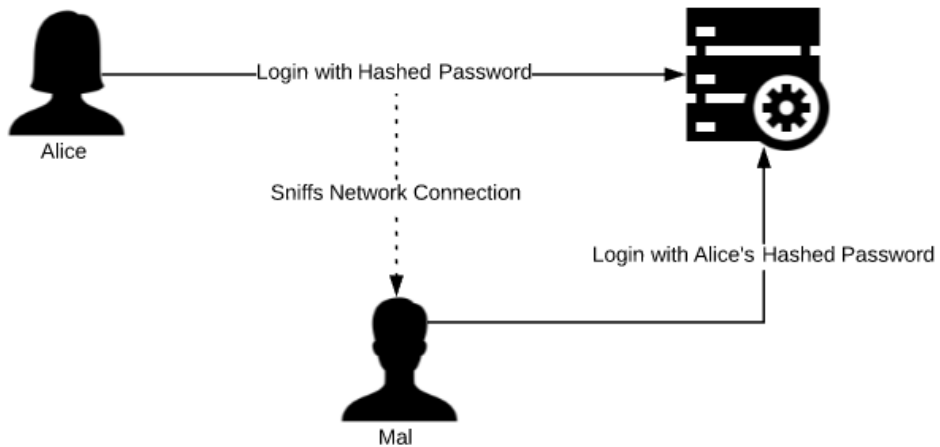 Login with Hashed Password
Alice
Sniffs Network Connection
Login with Alice's Hashed Password
Mal